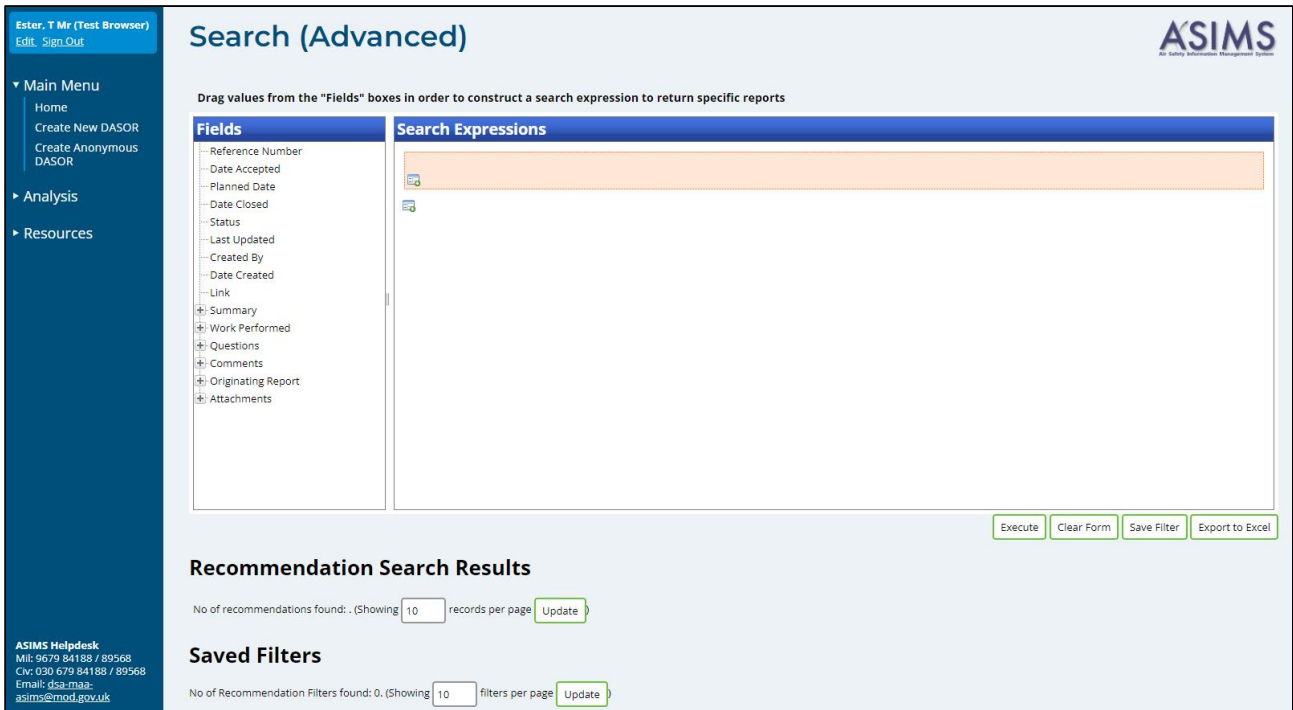 Ester, T Mr (Test Browser)
Edit Sign Out
Main Menu
Home
Create New DASOR
Create Anonymous
DASOR
Analysis
Resources
ASIMS Helpdesk
Mil: 9679 84188 / 89568
Civ: 030 679 84188 / 89568
Email: dsa-maa-
asims@mod.gov.uk
Search (Advanced)
ASIMS
Air Safety Information Management System
Drag values from the "Fields" boxes in order to construct a search expression to return specific reports
Fields
Reference Number
Date Accepted
Planned Date
Date Closed
Status
Last Updated
Created By
Date Created
Link
Summary
Work Performed
Questions
Comments
Originating Report
Attachments
Search Expressions
Execute Clear Form Save Filter Export to Excel
Recommendation Search Results
No of recommendations found: . (Showing 10 records per page Update )
Saved Filters
No of Recommendation Filters found: 0. (Showing 10 filters per page Update )